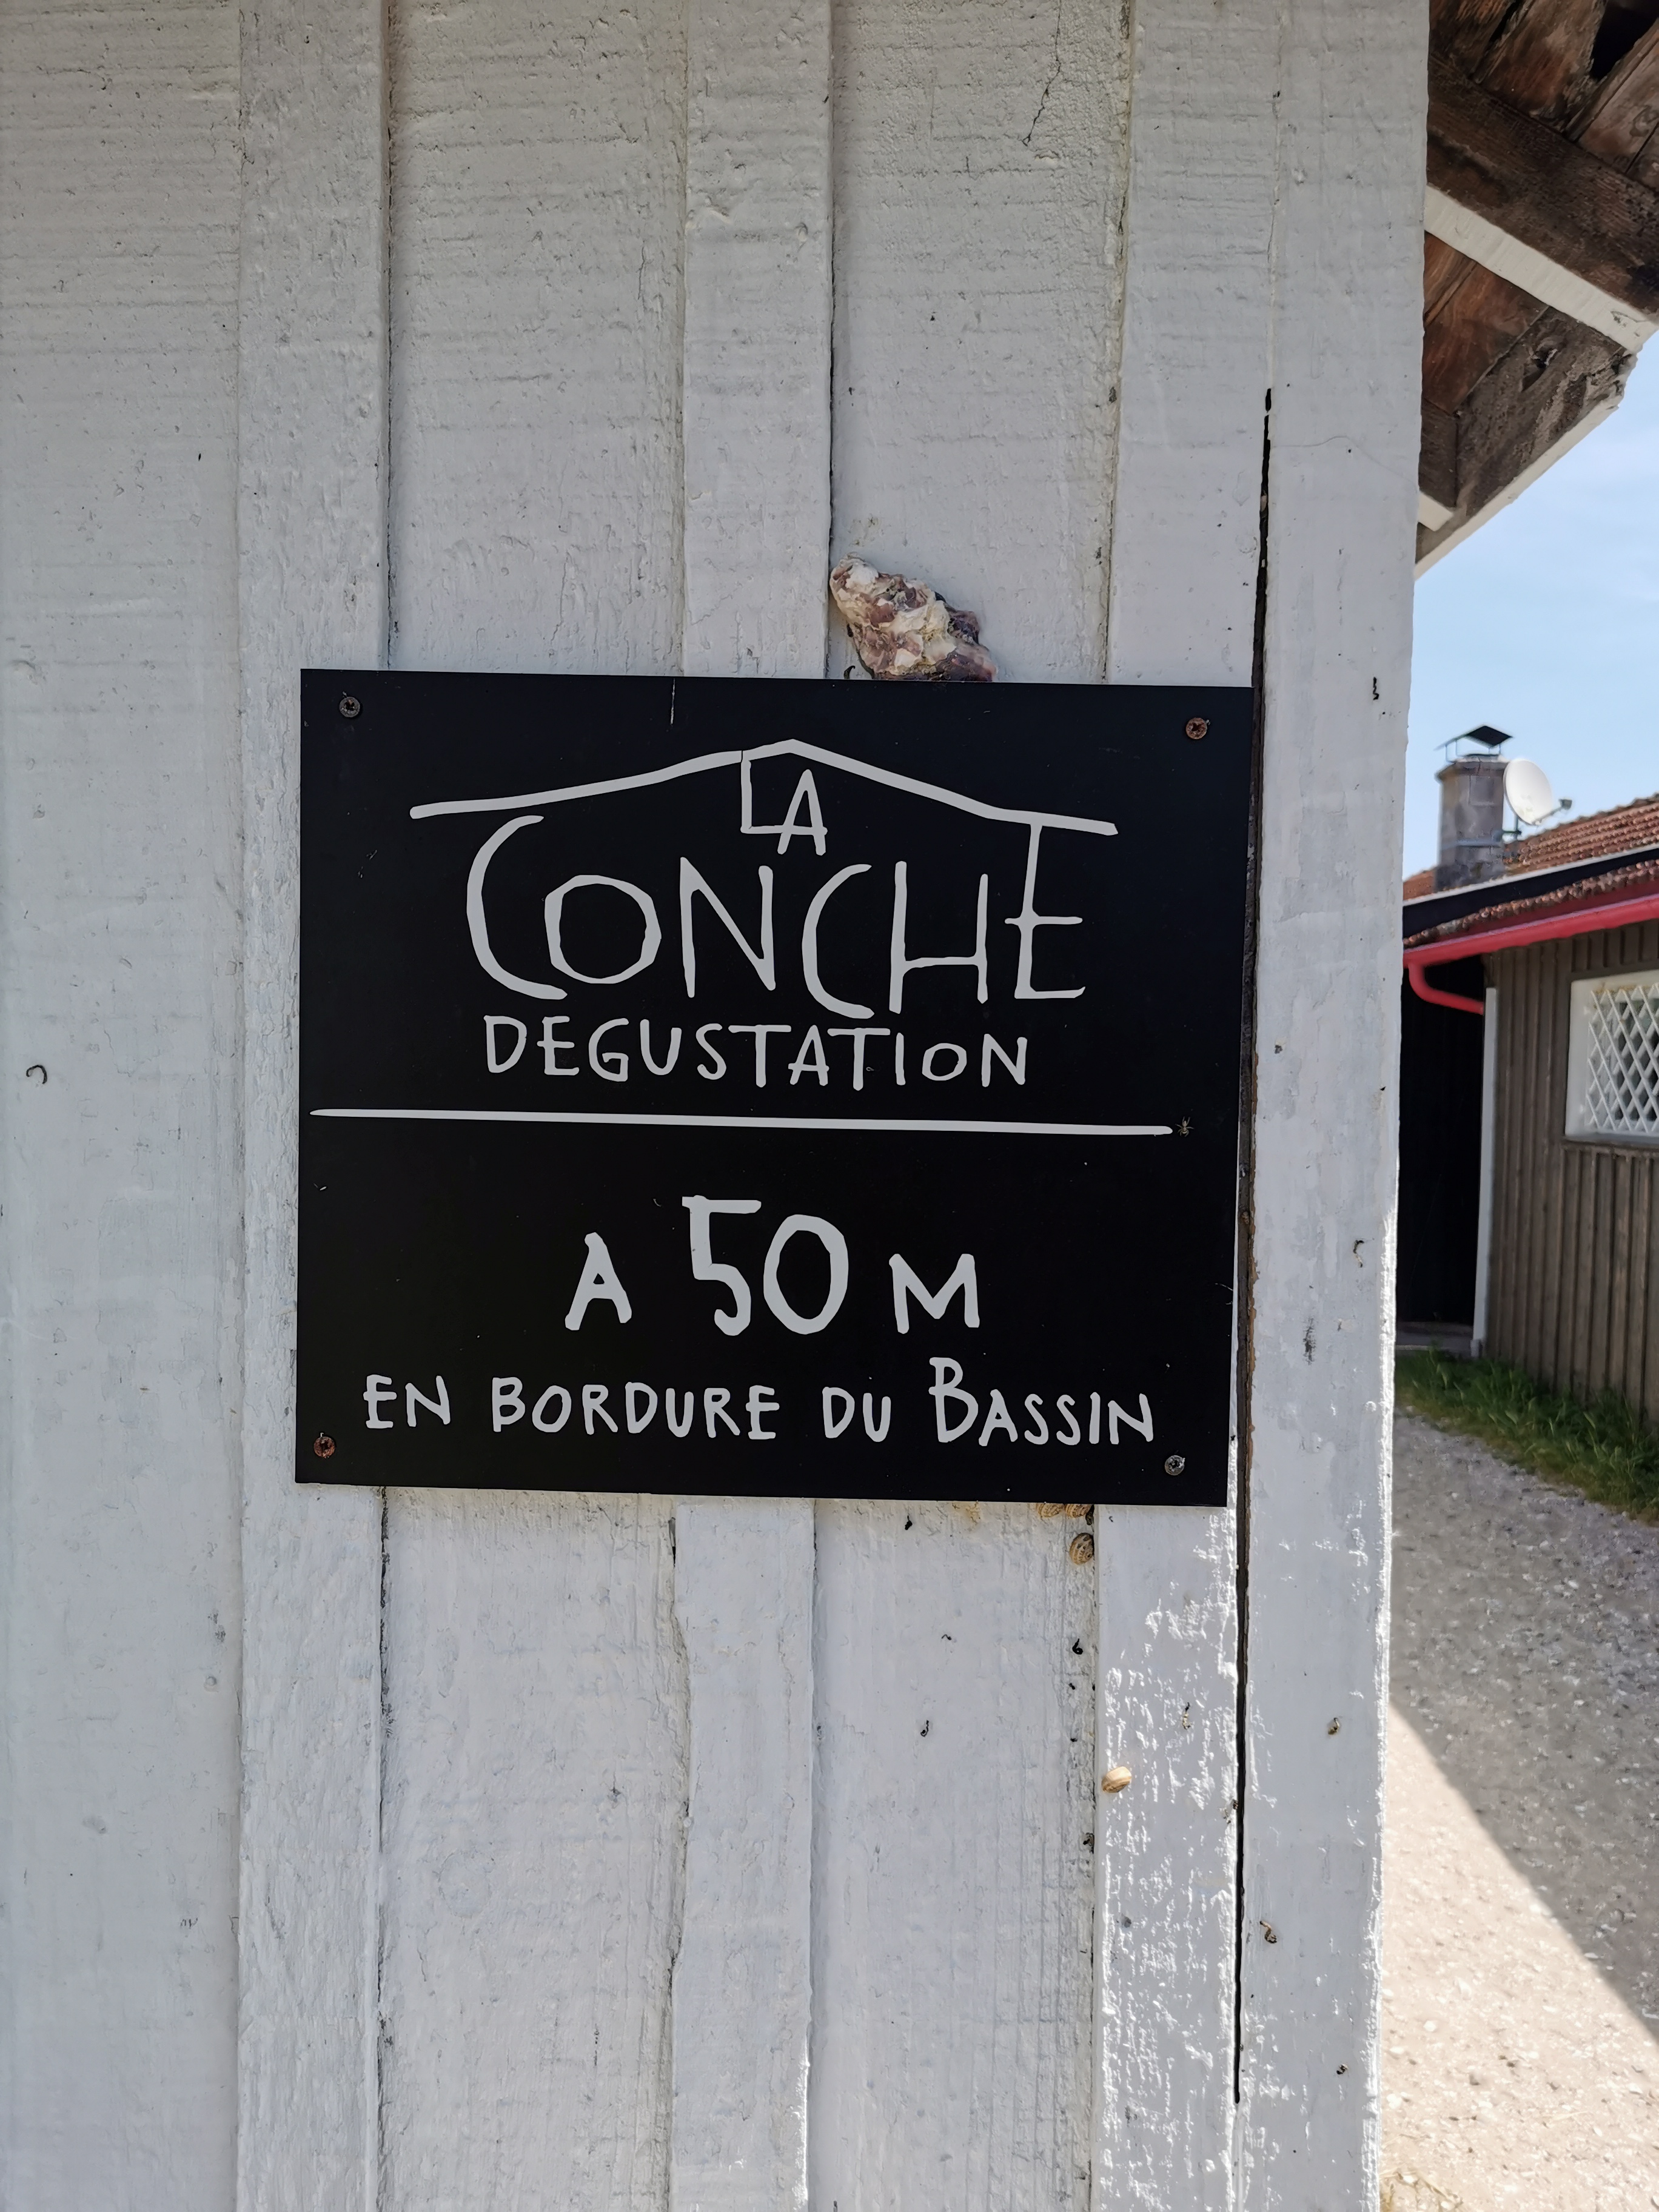 LA
CONCHE
DEGUSTATION
A 50 M
EN BORDURE DU BASSIN